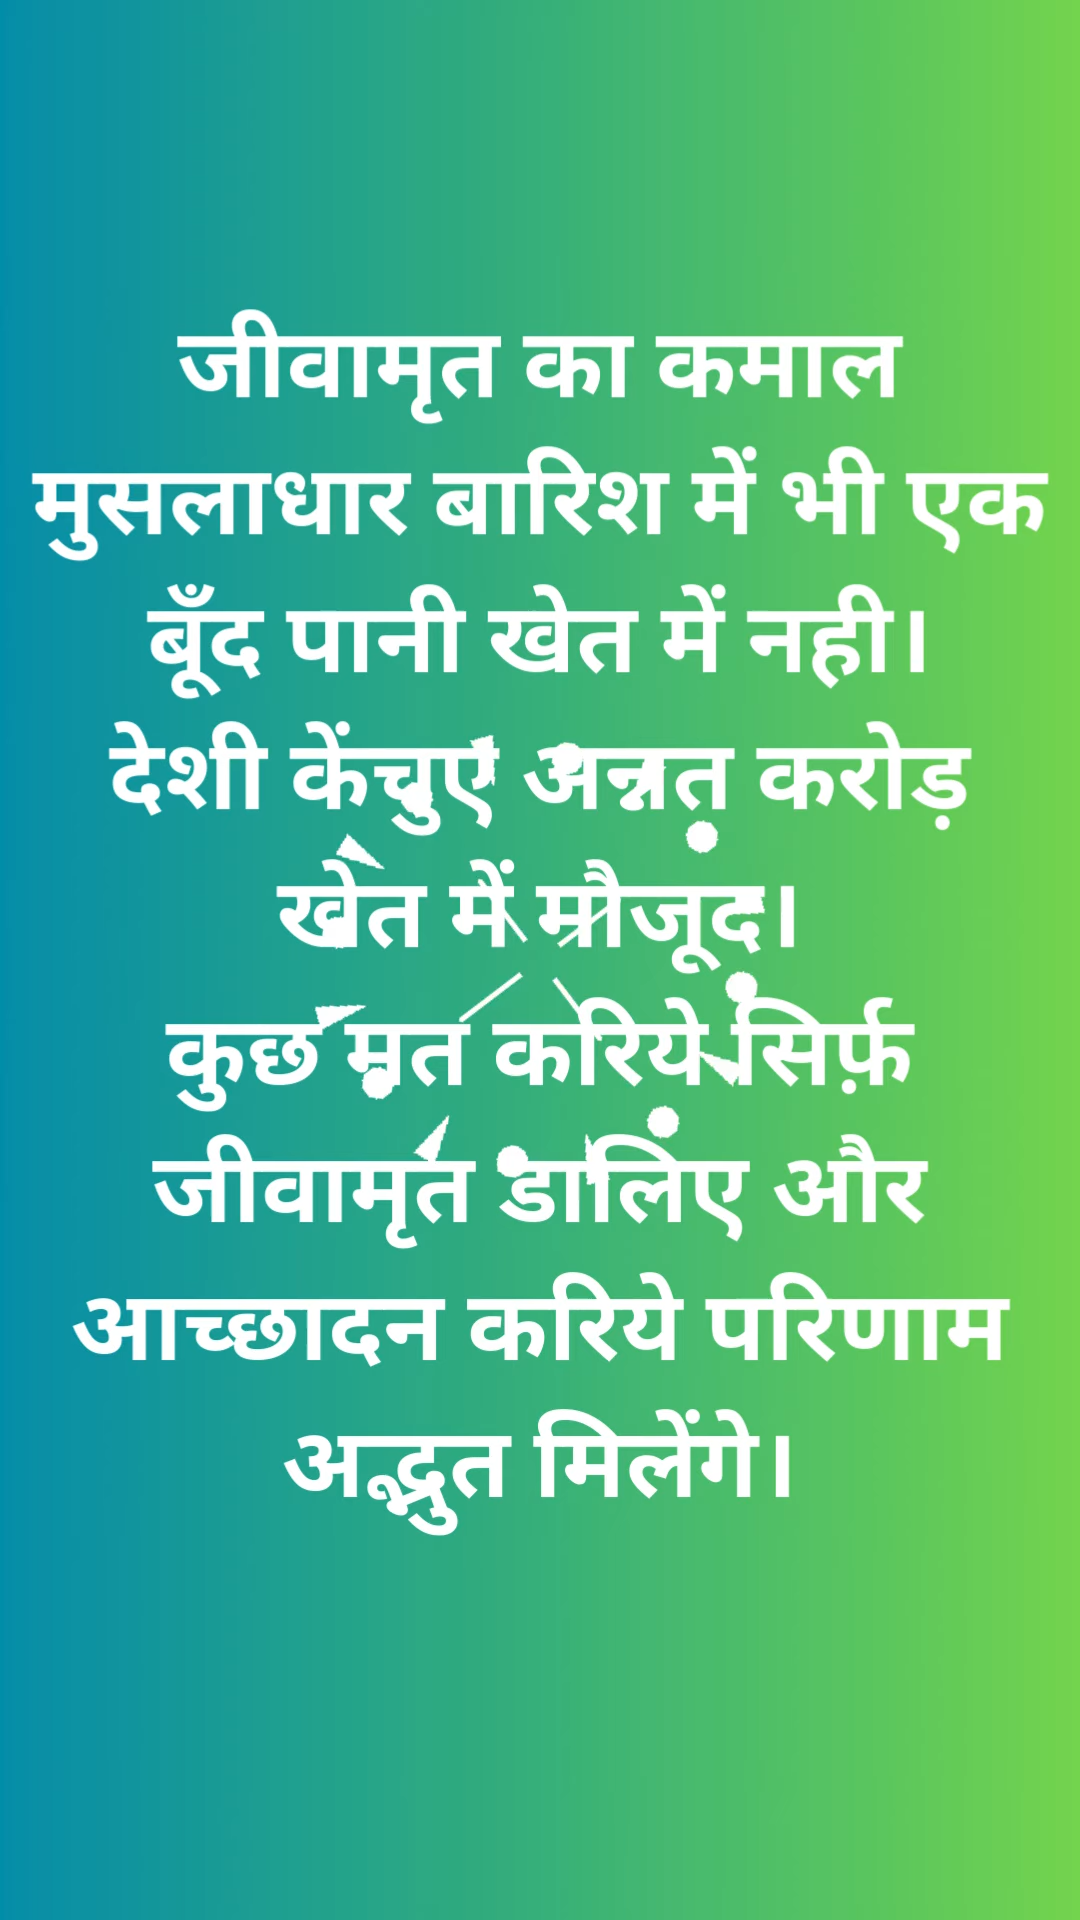 जीवामृत का कमाल
मुसलाधार बारिश में भी एक
बूँद पानी खेत में नही।
देशी केंचुए अन्नत करोड़
खेत में मौजूद।
कुछ मत करिये सिर्फ़
जीवामृत डालिए और
आच्छादन करिये परिणाम
अद्भुत मिलेंगे।